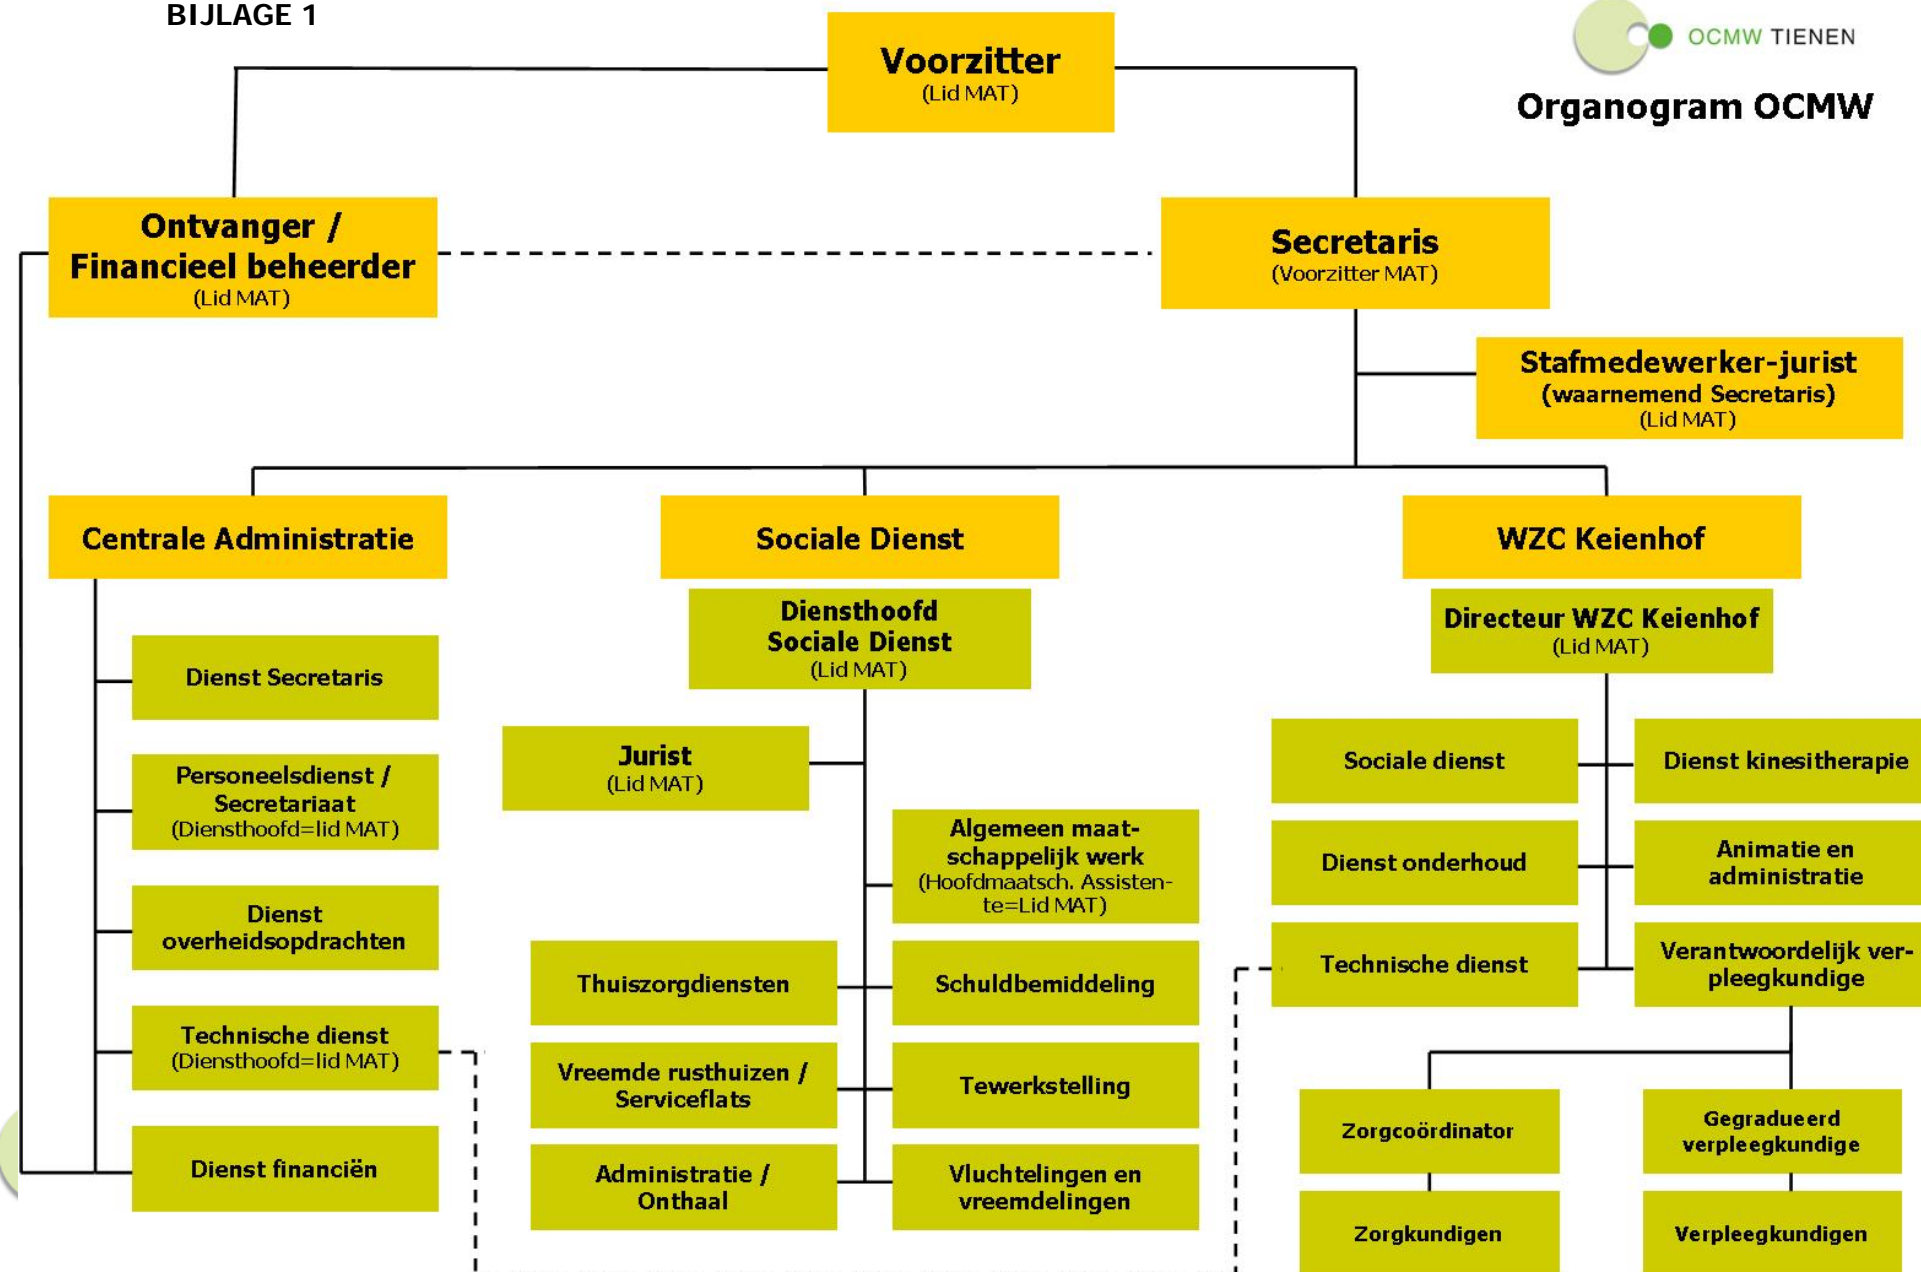 BIJLAGE 1
OCMW TIENEN
Organogram OCMW
Voorzitter
(Lid MAT)
Ontvanger /
Financieel beheerder
(Lid MAT)
Secretaris
(Voorzitter MAT)
Stafmedewerker-jurist
(waarnemend Secretaris)
(Lid MAT)
Centrale Administratie
Dienst Secretaris
Personeelsdienst /
Secretariaat
(Diensthoofd=lid MAT)
Dienst
overheidsopdrachten
Technische dienst
(Diensthoofd=lid MAT)
Dienst financiën
Sociale Dienst
Diensthoofd
Sociale Dienst
(Lid MAT)
Jurist
(Lid MAT)
Algemeen maat-
schappelijk werk
(Hoofdmaatsch. Assisten-
te=Lid MAT)
Thuiszorgdiensten
Schuldbemiddeling
Vreemde rusthuizen /
Serviceflats
Tewerkstelling
Administratie /
Onthaal
Vluchtelingen en
vreemdelingen
WZC Keienhof
Directeur WZC Keienhof
(Lid MAT)
Sociale dienst
Dienst kinesitherapie
Dienst onderhoud
Animatie en
administratie
Technische dienst
Verantwoordelijk ver-
pleegkundige
Zorgcoördinator
Gegradueerd
verpleegkundige
Zorgkundigen
Verpleegkundigen